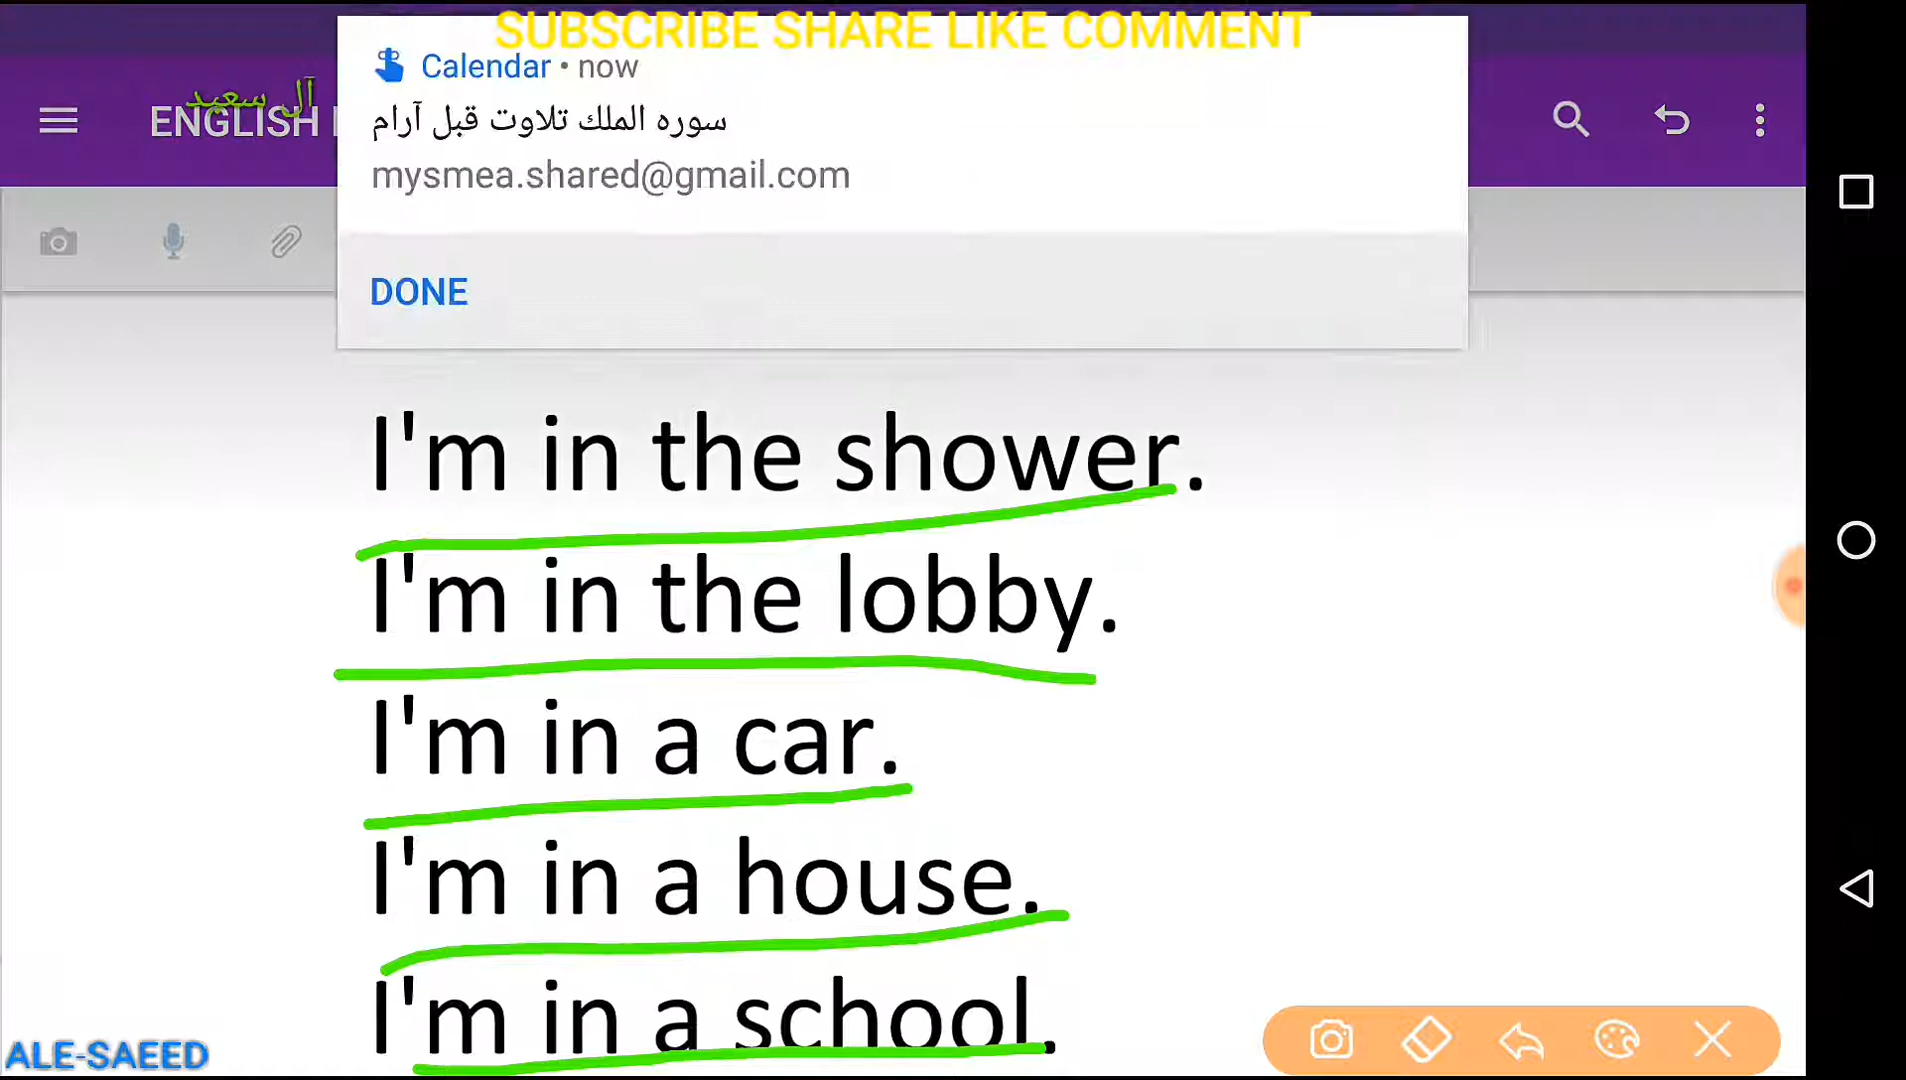 SUBSCRIBE SHARE LIKE COMMENT
Calendar • now
آل سعید
ENGLISH
سوره الملك تلاوت قبل آرام
mysmea.shared@gmail.com
DONE
I'm in the shower.
I'm in the lobby.
I'm in a car.
I'm in a house.
I'm in a school.
ALE-SAEED